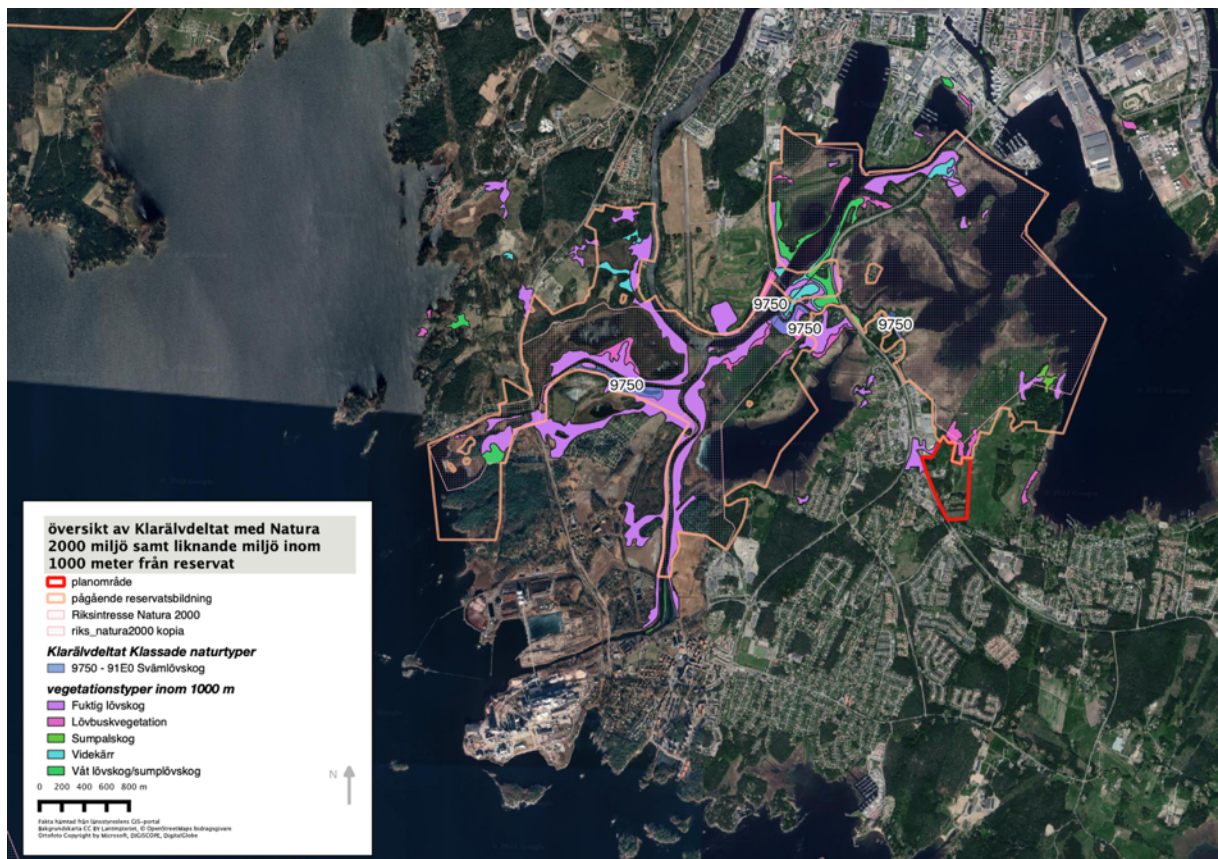 9750
9750
9750
9750
översikt av Klarälvdeltat med Natura
2000 miljö samt liknande miljö inom
1000 meter från reservat
planområde
pågående reservatsbildning
Riksintresse Natura 2000
riks_natura2000 kopia
Klarälvdeltat Klassade naturtyper
9750 - 91E0 Svämlövskog
vegetationstyper inom 1000 m
Fuktig lövskog
Lövbuskvegetation
Sumpalskog
Videkärr
Våt lövskog/sumplövskog
0 200 400 600 800 m
N
Fakta hämtad från länsstyrelsens GIS-portal
Bakgrundskarta CC BY Lantmäteriet, © OpenStreetMaps bidragsgivare
Ortofoto Copyright by Microsoft, DIGISCOPE, DigitalGlobe